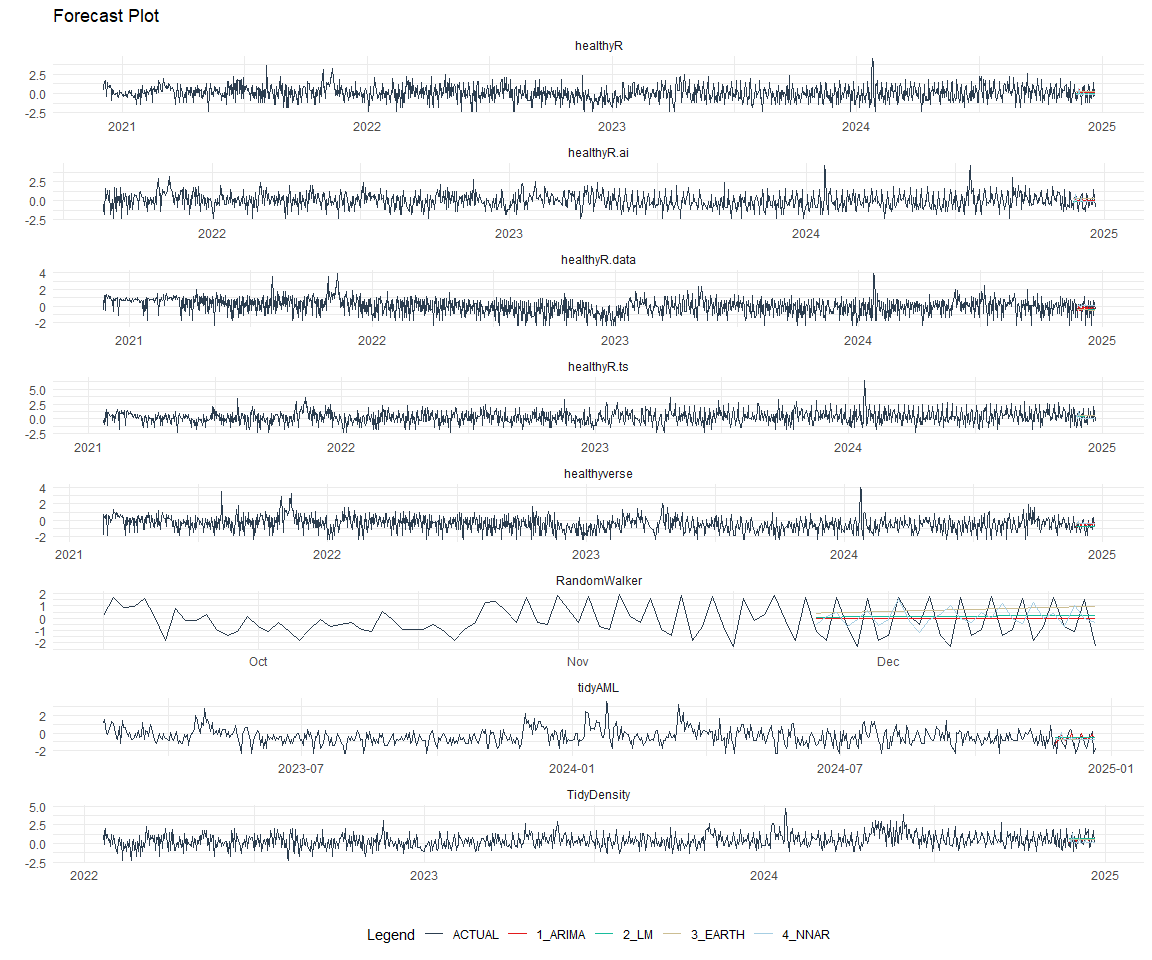 Forecast Plot
healthyR
2.5
0.0
-2.5
2021 2022 2023 2024 2025
healthyR.ai
2.5
0.0
-2.5
2022 2023 2024 2025
healthyR.data
4
2
0
-2
2021 2022 2023 2024 2025
healthyR.ts
5.0
2.5
0.0
-2.5
2021 2022 2023 2024 2025
healthyverse
4
2
0
-2
2021 2022 2023 2024 2025
RandomWalker
2
1
0
-1
-2
Oct Nov Dec
tidyAML
2
0
-2
2023-07 2024-01 2024-07 2025-01
TidyDensity
5.0
2.5
0.0
-2.5
2022 2023 2024 2025
Legend ACTUAL 1_ARIMA 2_LM 3_EARTH 4_NNAR